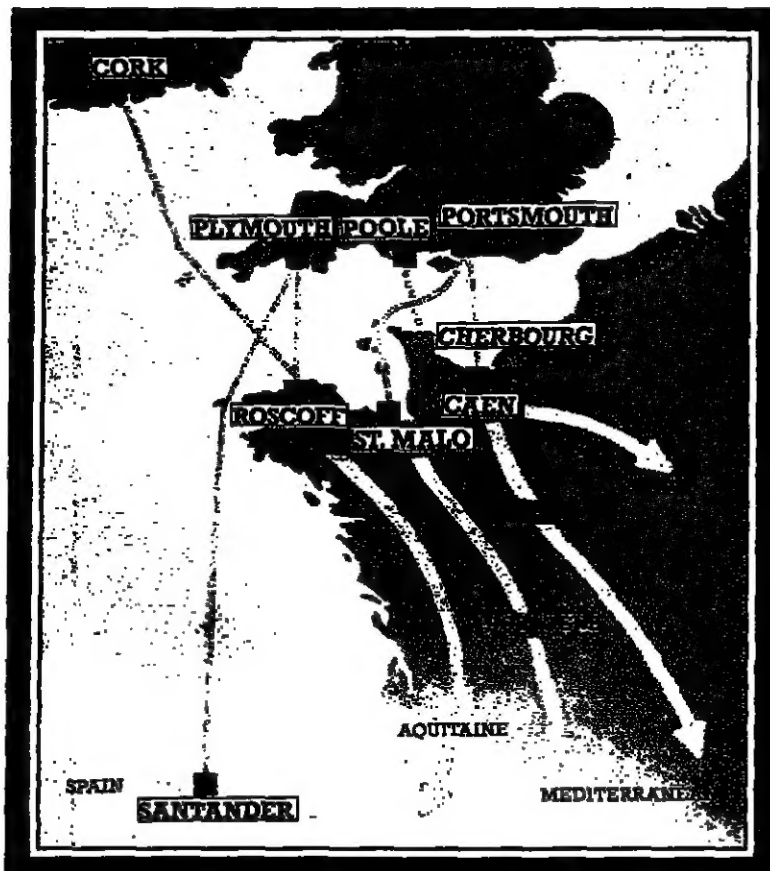 CORK
PLYMOUTH
POOLE
PORTSMOUTH
CHERBOURG
ROSCOFF
CAEN
ST. MALO
AQUITAINE
SPAIN
SANTANDER
MEDITERRANE